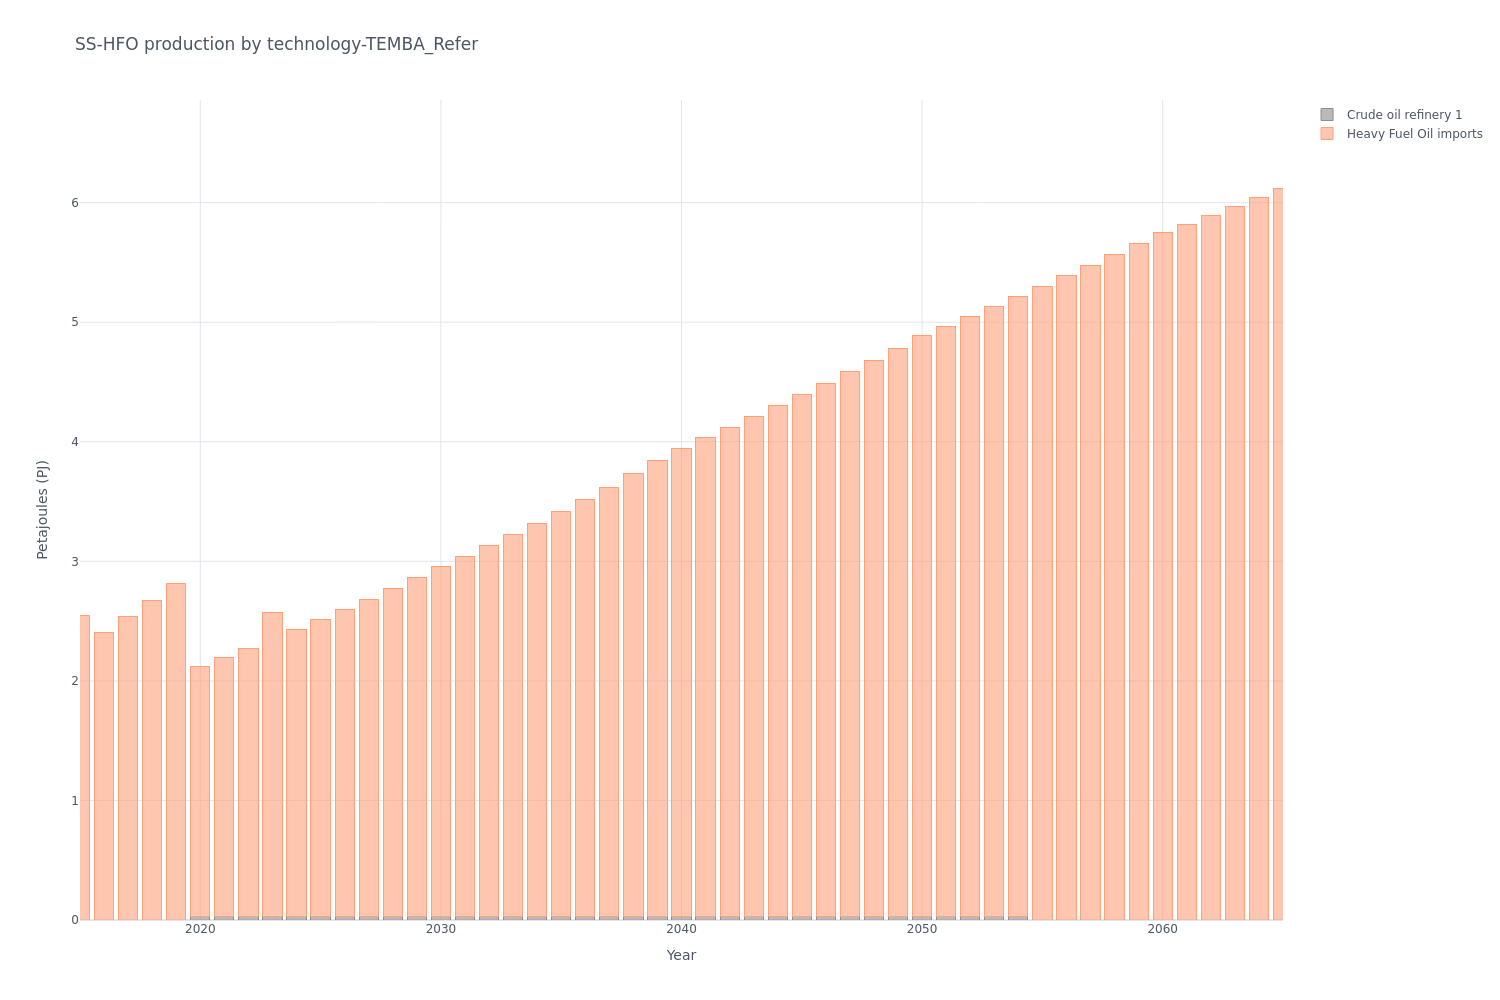 SS-HFO production by technology-TEMBA_Refer
Crude oil refinery 1
Heavy Fuel Oil imports
Petajoules (PJ)
6
5
4
3
2
1
0
2020
2030
2040
2050
2060
Year